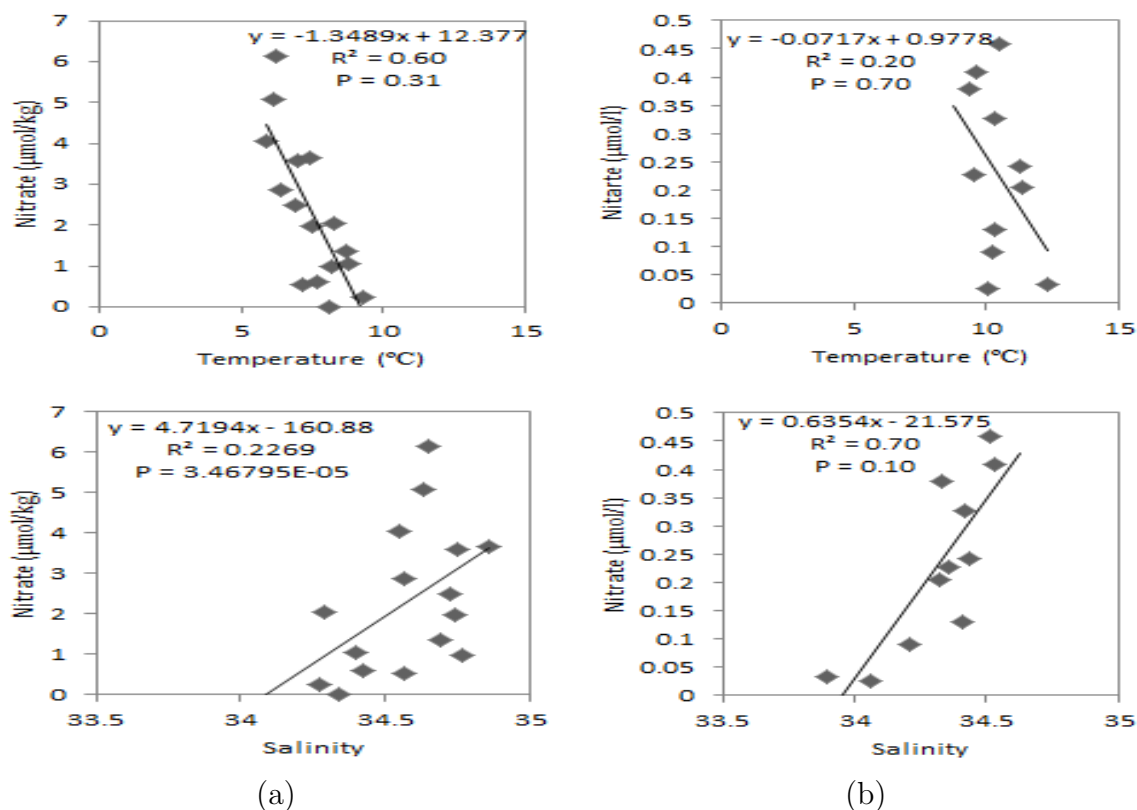 y = -1.3489x + 12.377
R² = 0.60
P = 0.31
Nitrate (µmol/kg)
7
6
5
4
3
2
1
0
0 5 10 15
Temperature (°C)
y = -0.0717x + 0.9778
R² = 0.20
P = 0.70
Nitarte (µmol/l)
0.5
0.45
0.4
0.35
0.3
0.25
0.2
0.15
0.1
0.05
0
0 5 10 15
Temperature (°C)
y = 4.7194x - 160.88
R² = 0.2269
P = 3.46795E-05
Nitrate (µmol/kg)
7
6
5
4
3
2
1
0
33.5 34 34.5 35
Salinity
(a)
y = 0.6354x - 21.575
R² = 0.70
P = 0.10
Nitrate (µmol/l)
0.5
0.45
0.4
0.35
0.3
0.25
0.2
0.15
0.1
0.05
0
33.5 34 34.5 35
Salinity
(b)